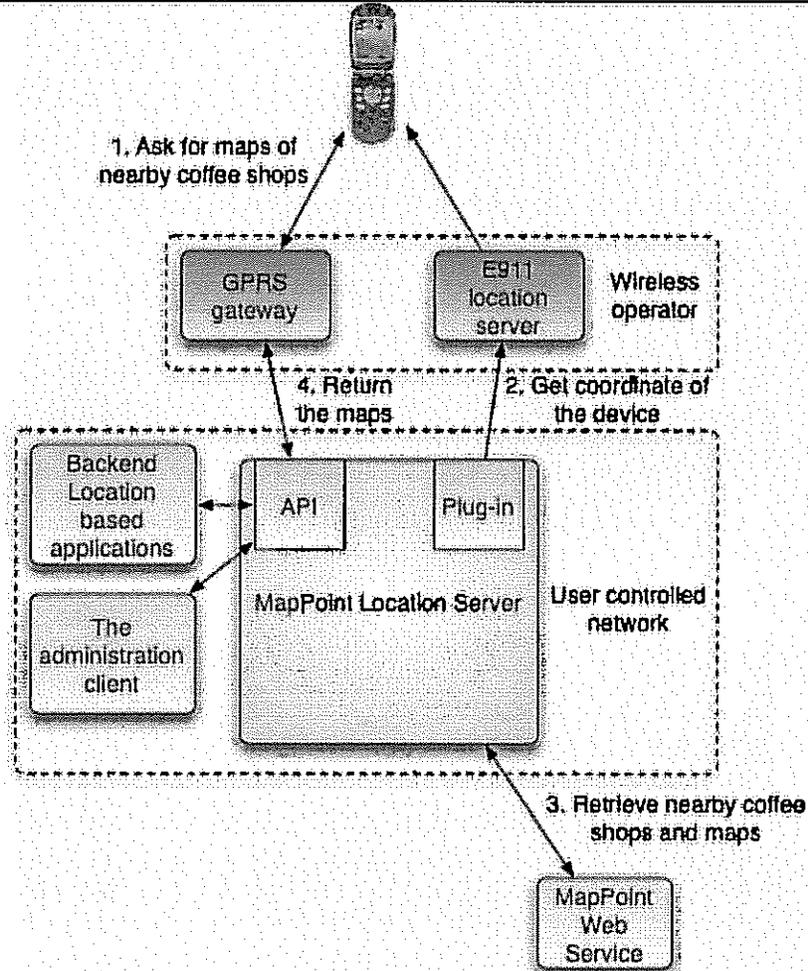 1. Ask for maps of
nearby coffee shops
GPRS
gateway
E911
location
server
Wireless
operator
4. Return
the maps
2. Get coordinate of
the device
Backend
Location
based
applications
API
Plug-in
MapPoint Location Server
User controlled
network
The
administration
client
3. Retrieve nearby coffee
shops and maps
MapPoint
Web
Service